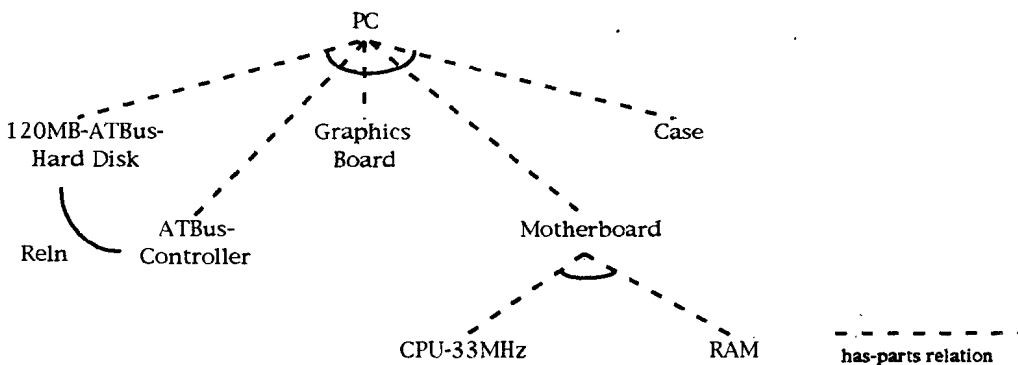 PC
120MB-ATBus-
Hard Disk
Graphics
Board
Case
ATBus-
Controller
Reln
Motherboard
CPU-33MHz
RAM
has-parts relation